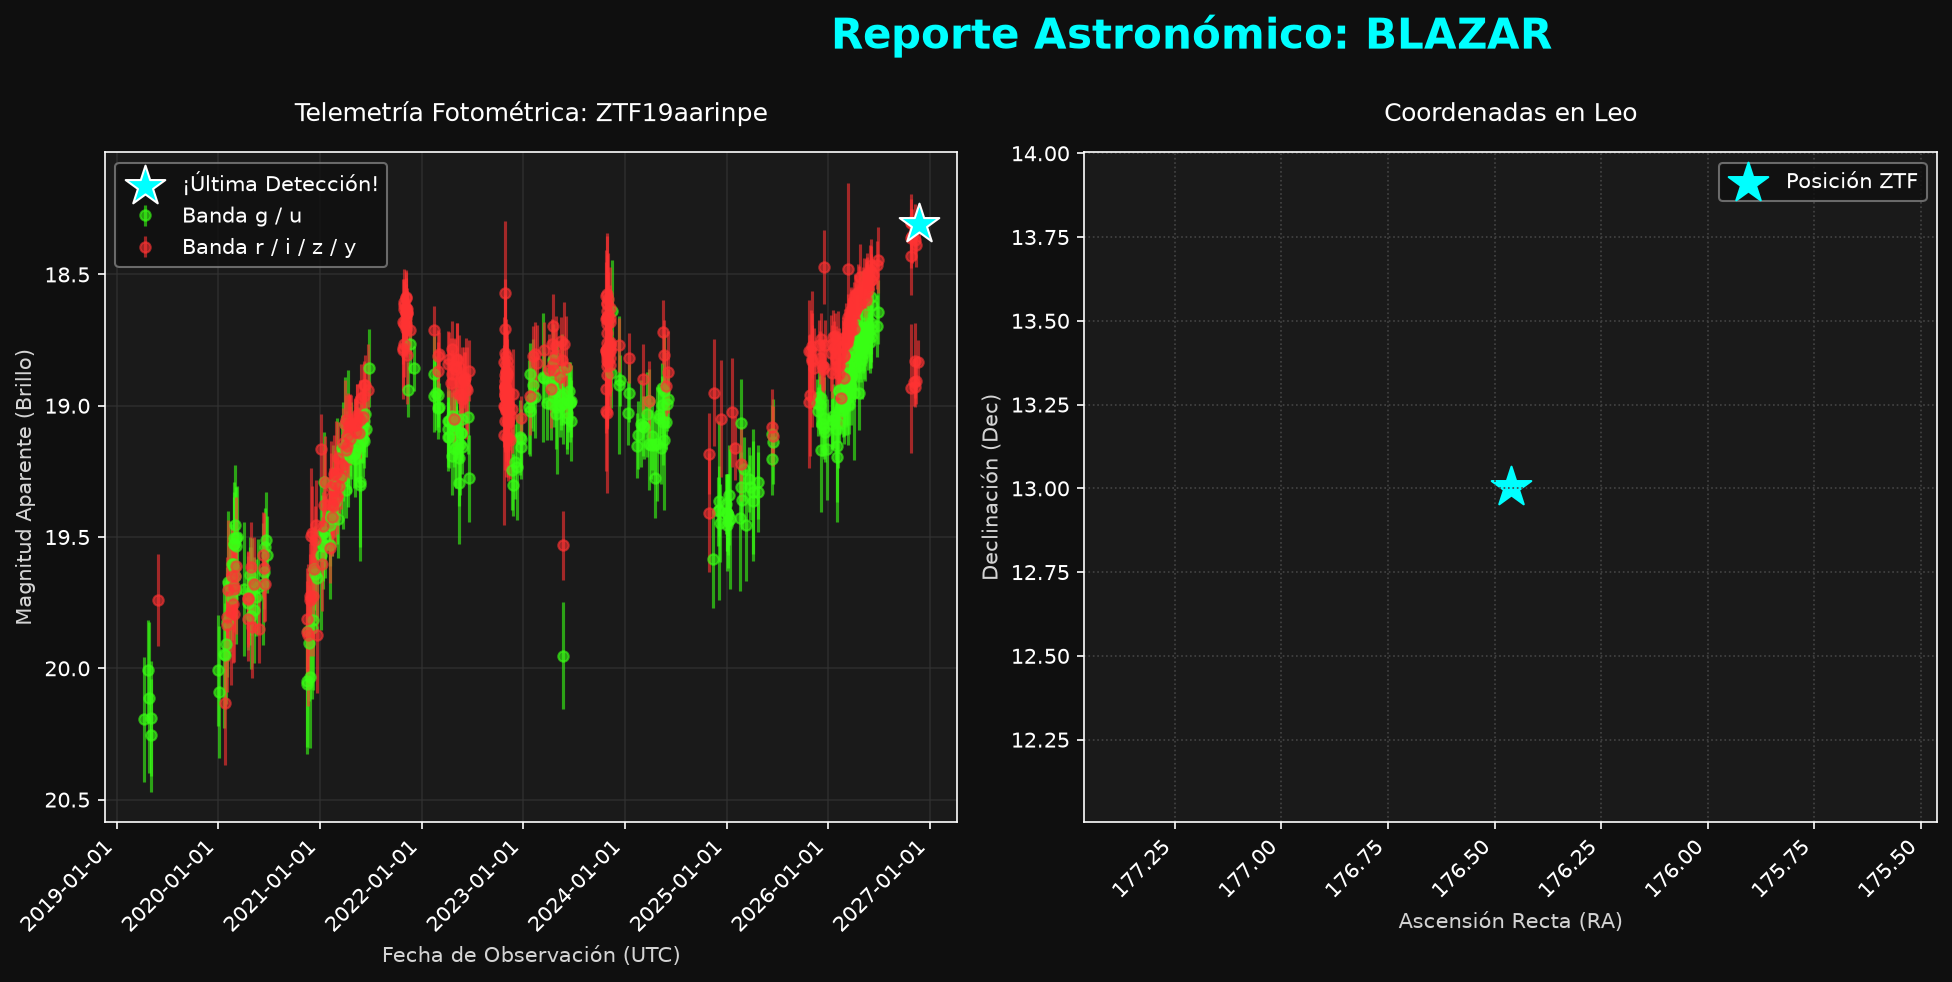 Reporte Astronómico: BLAZAR
Telemetría Fotométrica: ZTF19aarinpe
¡Última Detección!
Banda g / u
Banda r / i / z / y
Magnitud Aparente (Brillo)
18.5
19.0
19.5
20.0
20.5
2019-01-01
2020-01-01
2021-01-01
2022-01-01
2023-01-01
2024-01-01
2025-01-01
2026-01-01
2027-01-01
Fecha de Observación (UTC)
Coordenadas en Leo
Posición ZTF
Declinación (Dec)
14.00
13.75
13.50
13.25
13.00
12.75
12.50
12.25
177.25
177.00
176.75
176.50
176.25
176.00
175.75
175.50
Ascensión Recta (RA)